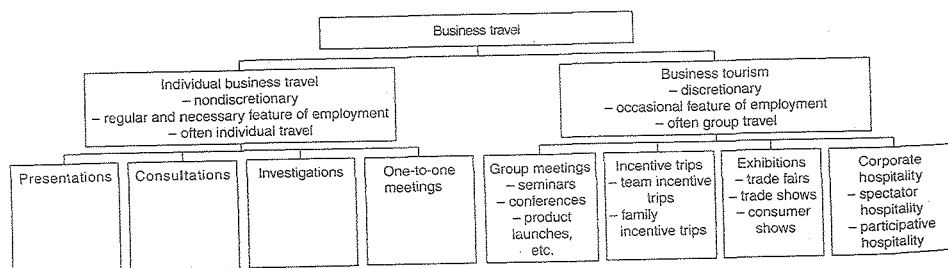 Business travel
Individual business travel
– nondiscretionary
– regular and necessary feature of employment
– often individual travel
Business tourism
– discretionary
– occasional feature of employment
– often group travel
Presentations
Consultations
Investigations
One-to-one
meetings
Group meetings
– seminars
– conferences
– product
launches,
etc.
Incentive trips
– team incentive
trips
– family
incentive trips
Exhibitions
– trade fairs
– trade shows
– consumer
shows
Corporate
hospitality
– spectator
hospitality
– participative
hospitality